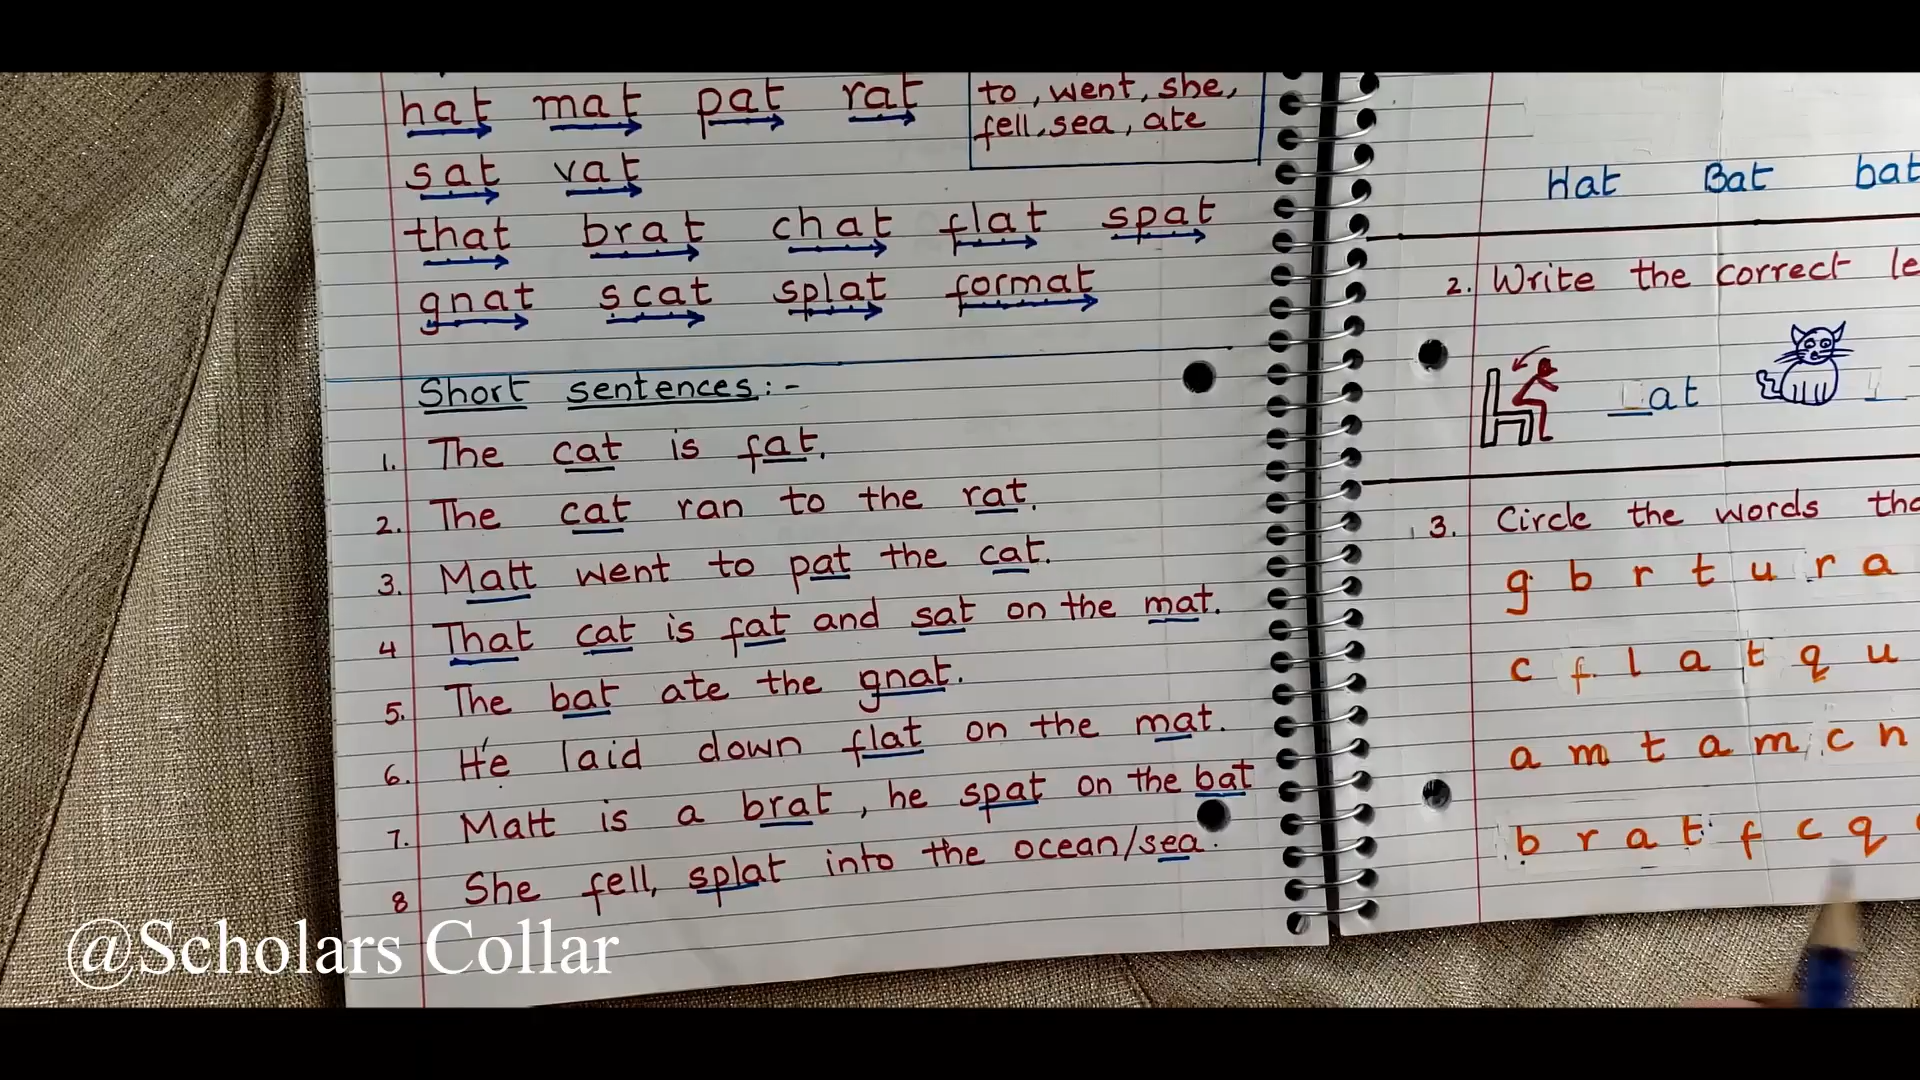 hat mat pat rat
to, went, she,
fell, sea, ate
sat vat
that brat chat flat spat
gnat scat splat format
Short sentences:-
1. The cat is fat.
2. The cat ran to the rat.
3. Matt went to pat the cat.
4 That cat is fat and sat on the mat.
5. The bat ate the gnat.
6. He laid down flat on the mat.
7. Matt is a brat, he spat on the bat
8 She fell, splat into the ocean/sea.
Hat Bat bat
2. Write the correct le
_at
3. Circle the words tha
g b r t u r a
c f l a t q u
a m t a m c n
b r a t f c q
@Scholars Collar